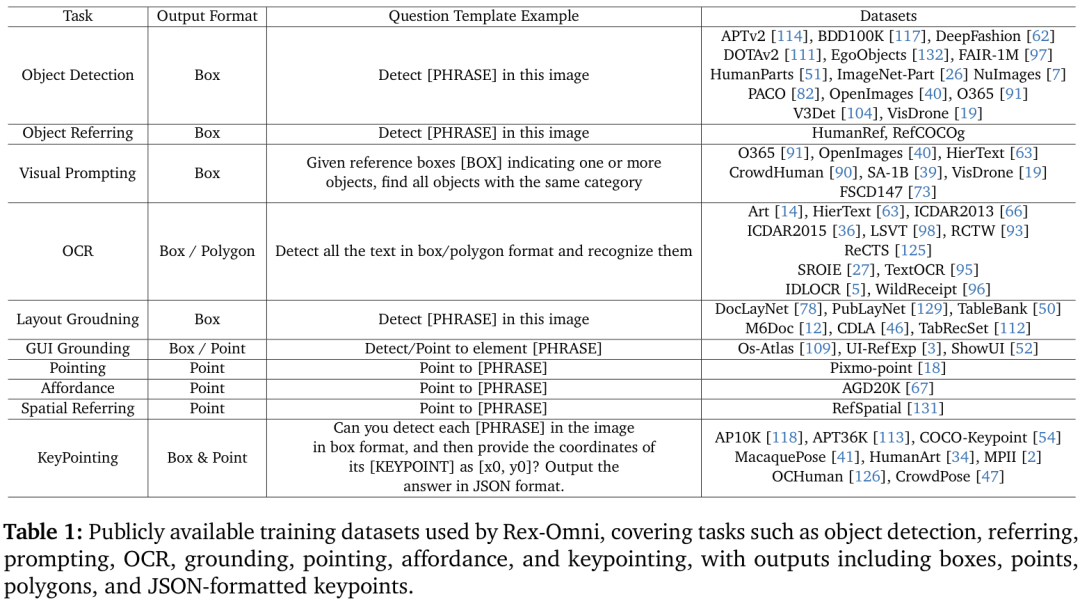 Task Output Format Question Template Example Datasets
Object Detection Box Detect [PHRASE] in this image APTv2 [114], BDD100K [117], DeepFashion [62]
DOTAv2 [111], EgoObjects [132], FAIR-1M [97]
HumanParts [51], ImageNet-Part [26] NuImages [7]
PACO [82], OpenImages [40], O365 [91]
V3Det [104], VisDrone [19]
Object Referring Box Detect [PHRASE] in this image HumanRef, RefCOCOg
Visual Prompting Box Given reference boxes [BOX] indicating one or more
objects, find all objects with the same category
O365 [91], OpenImages [40], HierText [63]
CrowdHuman [90], SA-1B [39], VisDrone [19]
FSCD147 [73]
OCR Box / Polygon Detect all the text in box/polygon format and recognize them
Art [14], HierText [63], ICDAR2013 [66]
ICDAR2015 [36], LSVT [98], RCTW [93]
ReCTS [125]
SROIE [27], TextOCR [95]
IDLOCR [5], WildReceipt [96]
Layout Groudning Box Detect [PHRASE] in this image
DocLayNet [78], PubLayNet [129], TableBank [50]
M6Doc [12], CDLA [46], TabRecSet [112]
GUI Grounding Box / Point Detect/Point to element [PHRASE] Os-Atlas [109], UI-RefExp [3], ShowUI [52]
Pointing Point Point to [PHRASE] Pixmo-point [18]
Affordance Point Point to [PHRASE] AGD20K [67]
Spatial Referring Point Point to [PHRASE] RefSpatial [131]
KeyPointing Box & Point Can you detect each [PHRASE] in the image
in box format, and then provide the coordinates of
its [KEYPOINT] as [x0, y0]? Output the
answer in JSON format.
AP10K [118], APT36K [113], COCO-Keypoint [54]
MacaquePose [41], HumanArt [34], MPII [2]
OCHuman [126], CrowdPose [47]
Table 1: Publicly available training datasets used by Rex-Omni, covering tasks such as object detection, referring,
prompting, OCR, grounding, pointing, affordance, and keypointing, with outputs including boxes, points,
polygons, and JSON-formatted keypoints.